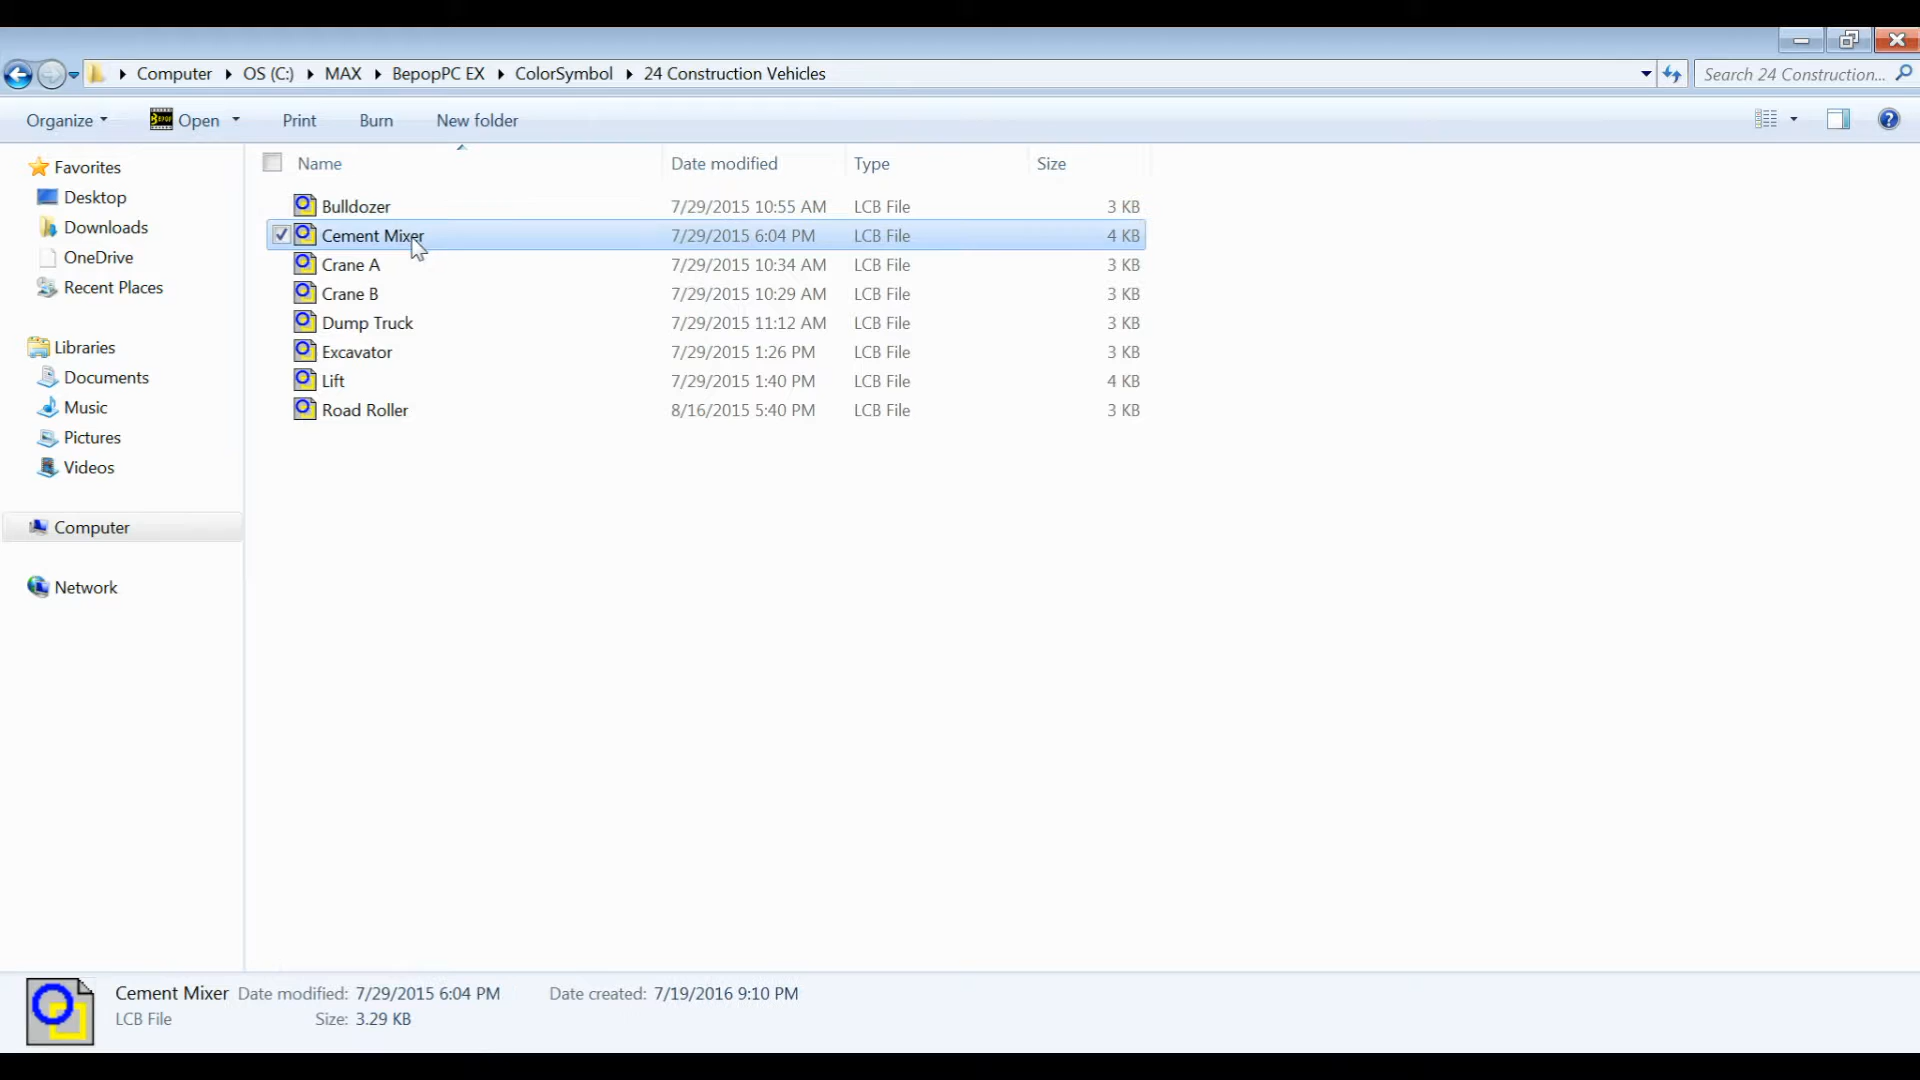 Computer OS (C:) MAX BepopPC EX ColorSymbol 24 Construction Vehicles Search 24 Construction...
Organize Open Print Burn New folder
Name Date modified Type Size
Favorites
Desktop
Downloads
OneDrive
Recent Places
Libraries
Documents
Music
Pictures
Videos
Computer
Network
Bulldozer 7/29/2015 10:55 AM LCB File 3 KB
Cement Mixer 7/29/2015 6:04 PM LCB File 4 KB
Crane A 7/29/2015 10:34 AM LCB File 3 KB
Crane B 7/29/2015 10:29 AM LCB File 3 KB
Dump Truck 7/29/2015 11:12 AM LCB File 3 KB
Excavator 7/29/2015 1:26 PM LCB File 3 KB
Lift 7/29/2015 1:40 PM LCB File 4 KB
Road Roller 8/16/2015 5:40 PM LCB File 3 KB
Cement Mixer Date modified: 7/29/2015 6:04 PM Date created: 7/19/2016 9:10 PM
LCB File Size: 3.29 KB